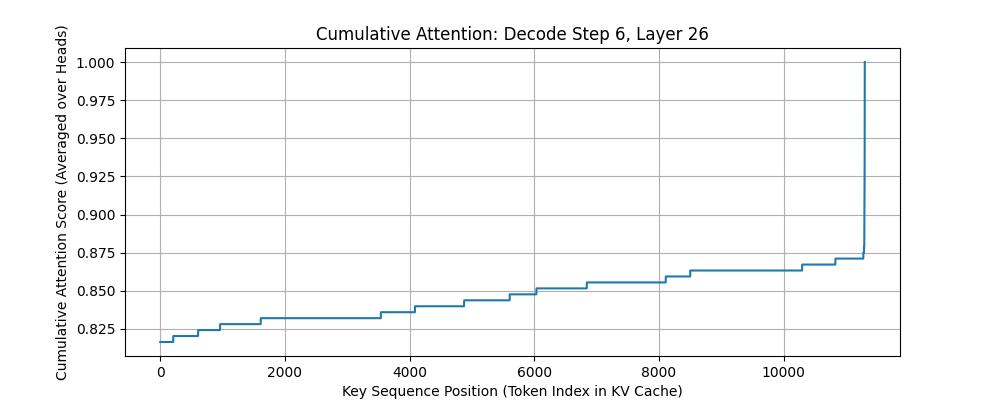 Cumulative Attention: Decode Step 6, Layer 26
Cumulative Attention Score (Averaged over Heads)
1.000
0.975
0.950
0.925
0.900
0.875
0.850
0.825
0 2000 4000 6000 8000 10000
Key Sequence Position (Token Index in KV Cache)